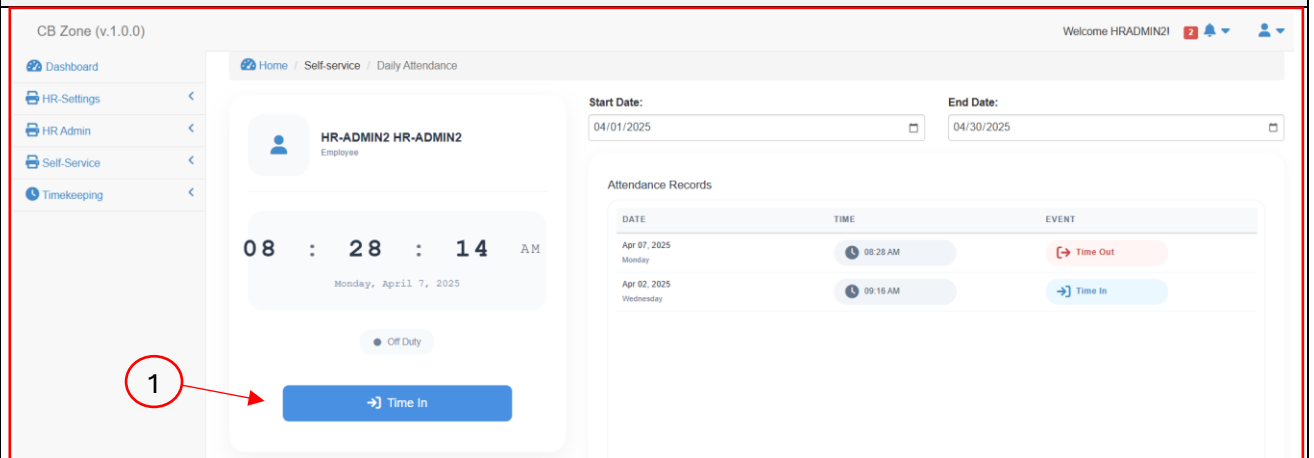 CB Zone (v.1.0.0)
Welcome HRADMIN2! 2
Dashboard
HR-Settings
HR Admin
Self-Service
Timekeeping
Home / Self-service / Daily Attendance
HR-ADMIN2 HR-ADMIN2
Employee
08 : 28 : 14 AM
Monday, April 7, 2025
Off Duty
1
Time In
Start Date:
04/01/2025
End Date:
04/30/2025
Attendance Records
DATE TIME EVENT
Apr 07, 2025
Monday
08:28 AM
Time Out
Apr 02, 2025
Wednesday
09:16 AM
Time In